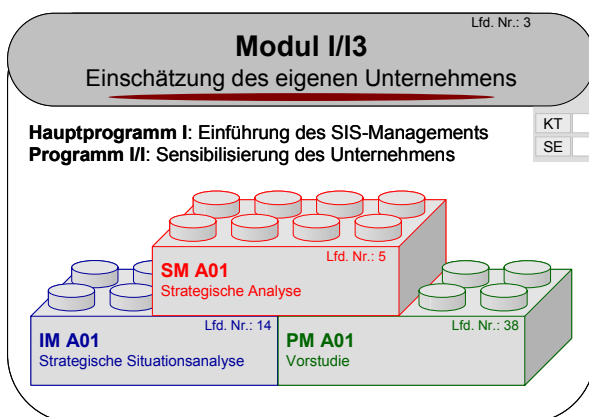 Lfd. Nr.: 3
Modul I/I3
Einschätzung des eigenen Unternehmens
Hauptprogramm I: Einführung des SIS-Managements
Programm I/I: Sensibilisierung des Unternehmens
KT
SE
Lfd. Nr.: 5
SM A01
Strategische Analyse
Lfd. Nr.: 14
IM A01
Strategische Situationsanalyse
Lfd. Nr.: 38
PM A01
Vorstudie